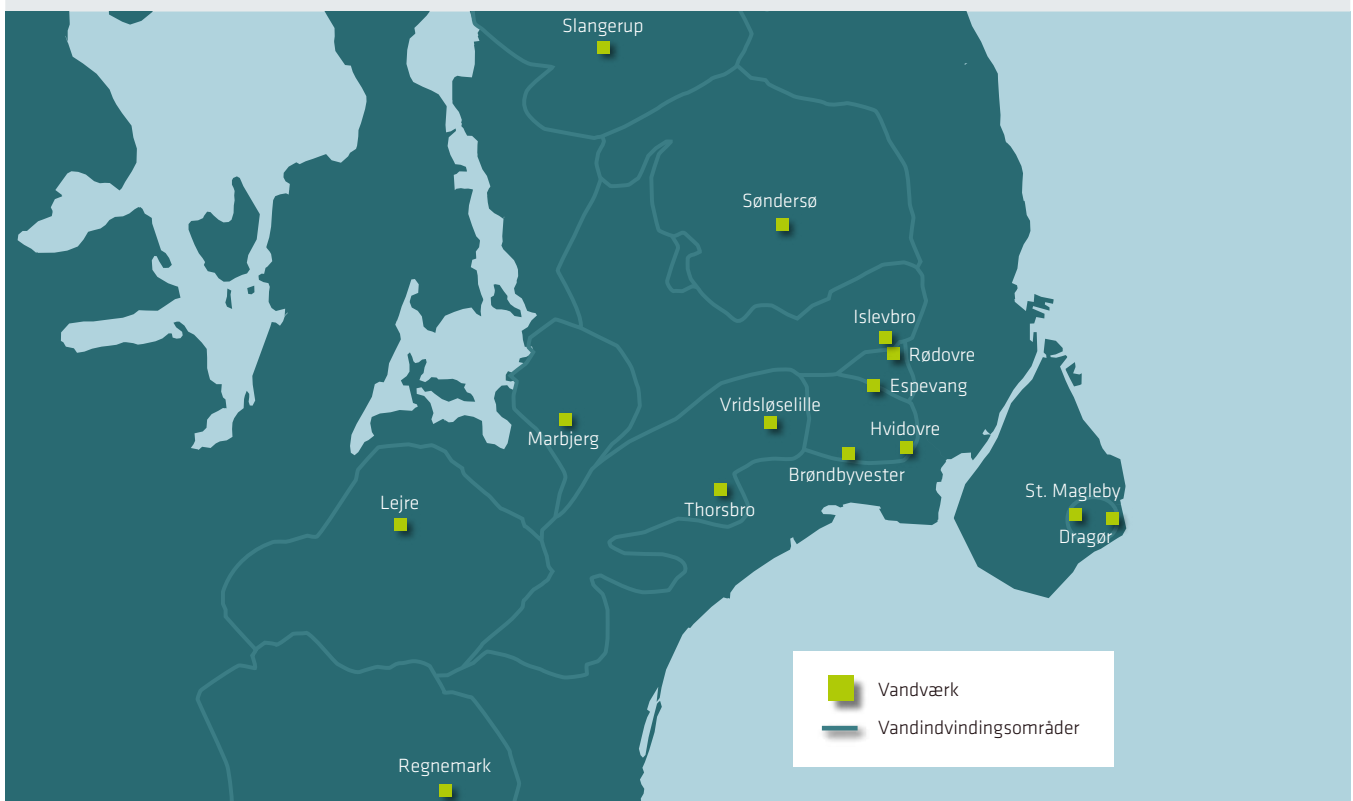 Slangerup
Søndersø
Islevbro
Rødovre
Espevang
Vridsløselille
Hvidovre
Marbjerg
Brøndbyvester
Thorsbro
Lejre
St. Magleby
Dragør
Regnemark
Vandværk
Vandindvindingsområder